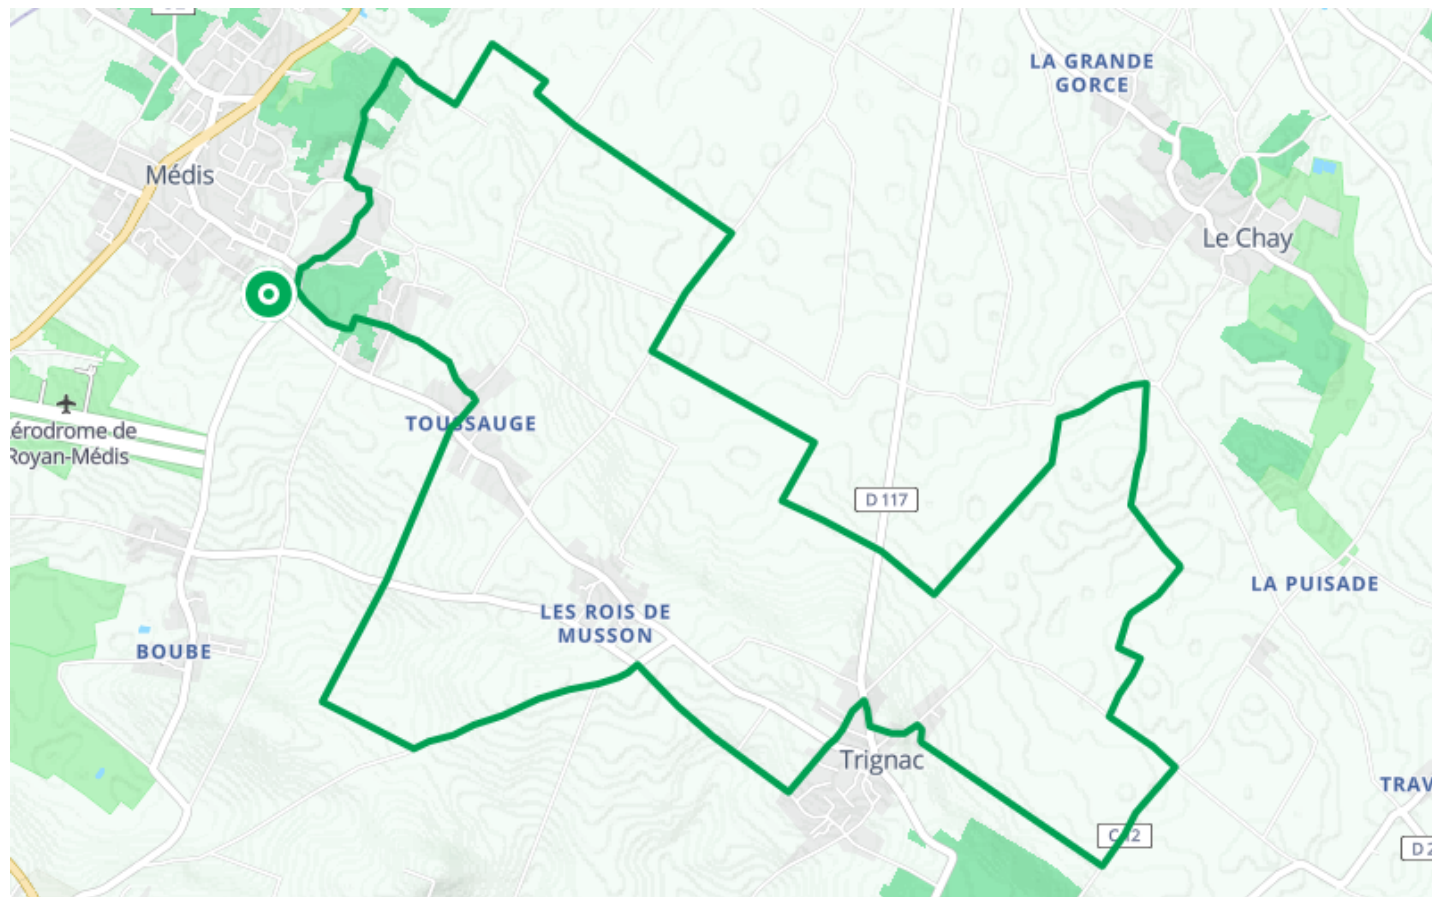 LA GRANDE
GORCE
Médis
Le Chay
érodrome de
Royan-Médis
TOUSSAUGE
D 117
LA PUISADE
LES ROIS DE
MUSSON
BOUBE
Trignac
TRAV
D 2